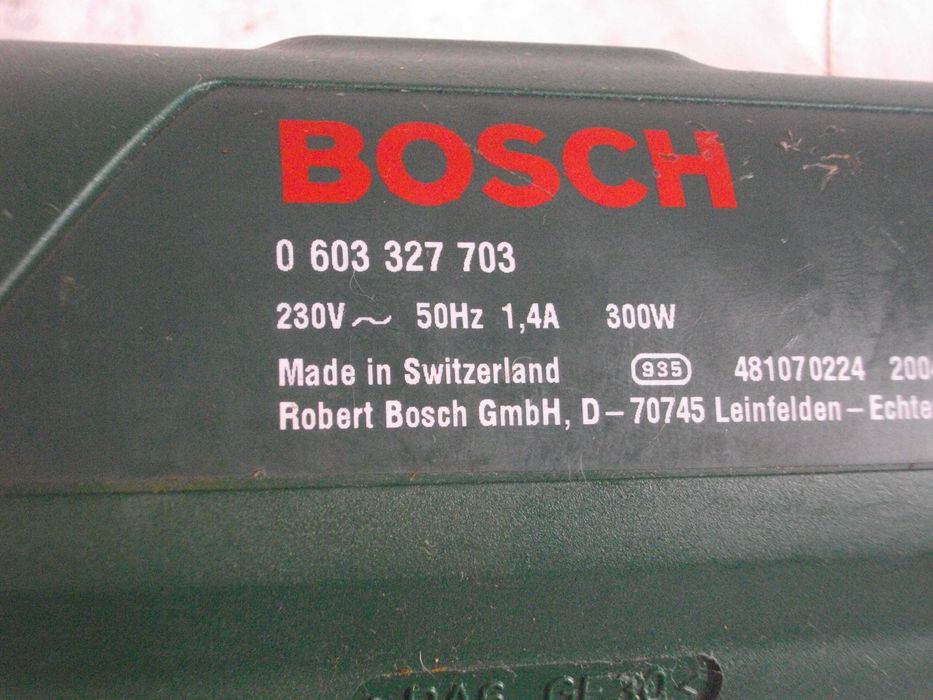 BOSCH
0 603 327 703
230V ~ 50Hz 1,4A 300W
Made in Switzerland 935 481070224
Robert Bosch GmbH, D-70745 Leinfelden-Echte